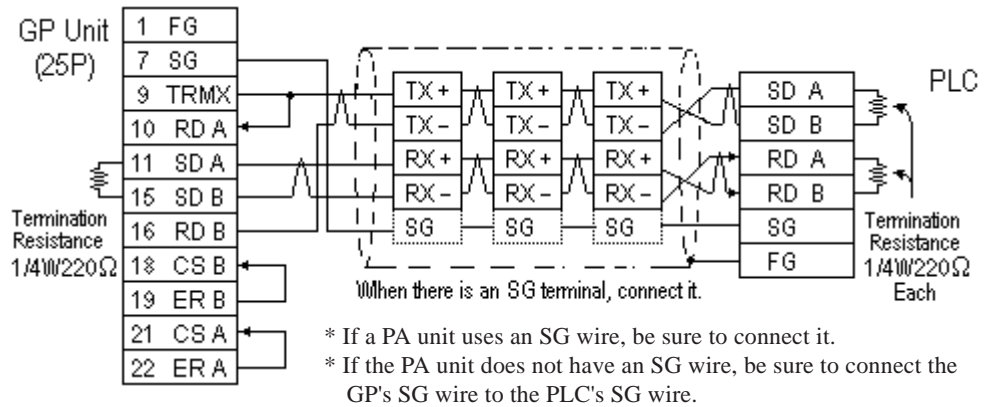 GP Unit
(25P)
1 FG
7 SG
9 TRMX
10 RD A
11 SD A
15 SD B
16 RD B
18 CS B
19 ER B
21 CS A
22 ER A
Termination
Resistance
1/4W220Ω
TX+ TX+ TX+
TX- TX- TX-
RX+ RX+ RX+
RX- RX- RX-
SG SG SG
When there is an SG terminal, connect it.
PLC
SD A
SD B
RD A
RD B
SG
FG
Termination
Resistance
1/4W220Ω
Each
* If a PA unit uses an SG wire, be sure to connect it.
* If the PA unit does not have an SG wire, be sure to connect the
GP's SG wire to the PLC's SG wire.